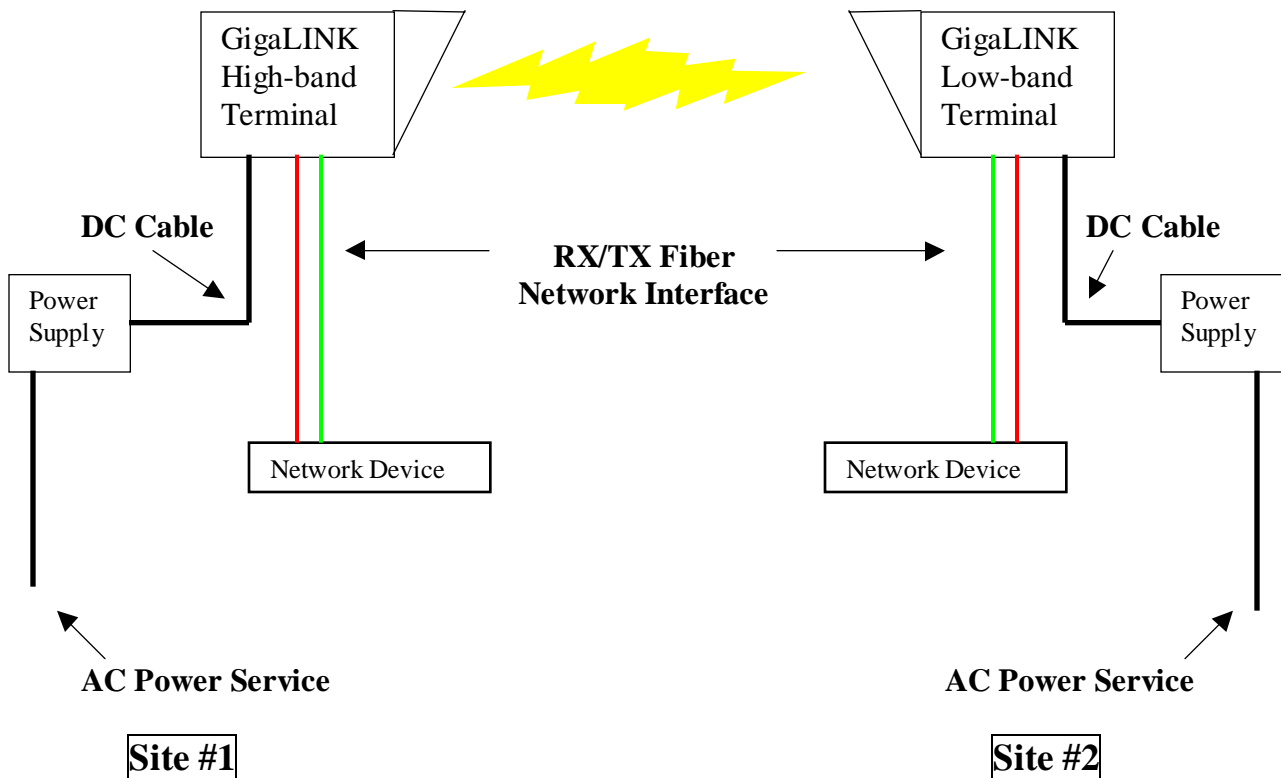 GigaLINK
High-band
Terminal
GigaLINK
Low-band
Terminal
DC Cable
RX/TX Fiber
Network Interface
DC Cable
Power
Supply
Power
Supply
Network Device
Network Device
AC Power Service
AC Power Service
Site #1
Site #2